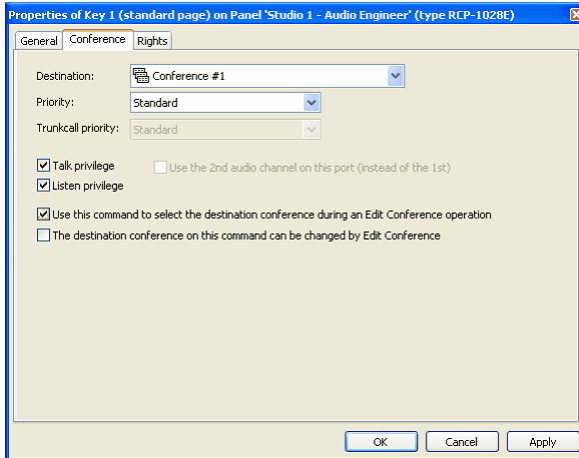 Properties of Key 1 (standard page) on Panel 'Studio 1 - Audio Engineer' (type RCP-1028E)
General Conference Rights
Destination: Conference #1
Priority: Standard
Trunkcall priority: Standard
Talk privilege Use the 2nd audio channel on this port (instead of the 1st)
Listen privilege
Use this command to select the destination conference during an Edit Conference operation
The destination conference on this command can be changed by Edit Conference
OK Cancel Apply